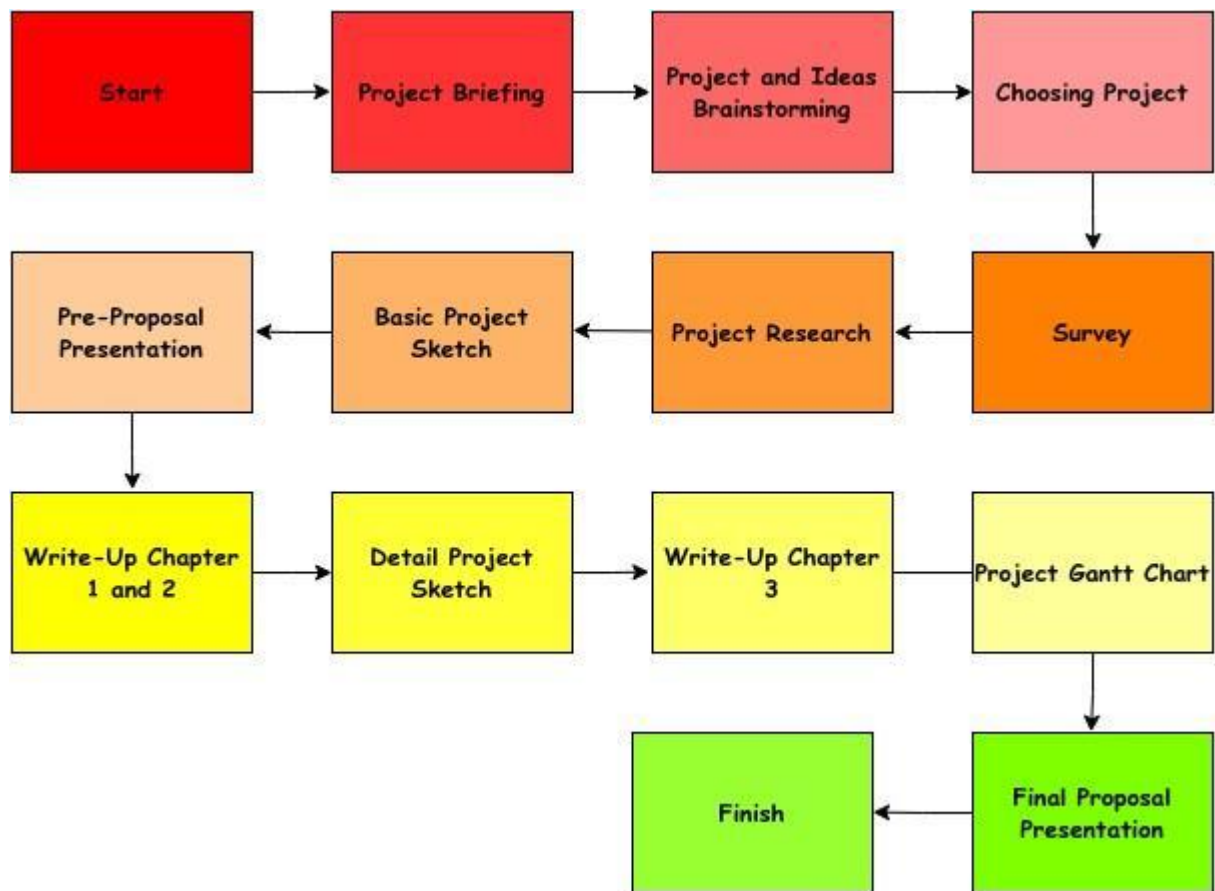 Start
Project Briefing
Project and Ideas
Brainstorming
Choosing Project
Survey
Project Research
Basic Project
Sketch
Pre-Proposal
Presentation
Write-Up Chapter
1 and 2
Detail Project
Sketch
Write-Up Chapter
3
Project Gantt Chart
Final Proposal
Presentation
Finish